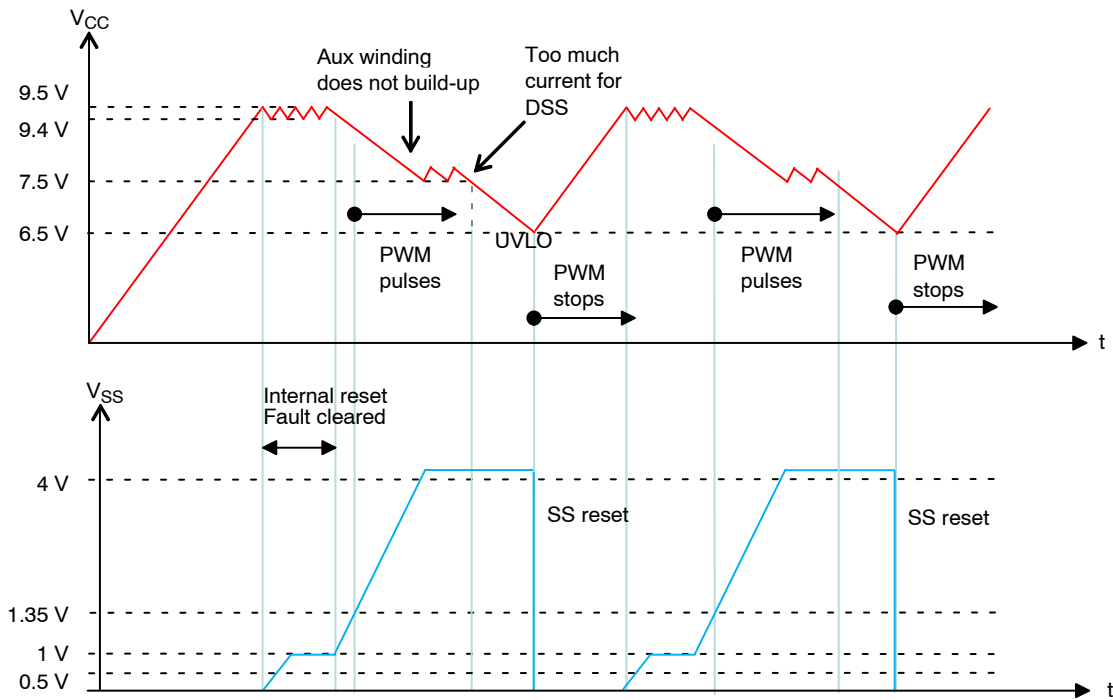 VCC
Aux winding
does not build-up
Too much
current for
DSS
9.5 V
9.4 V
7.5 V
6.5 V
UVLO
PWM
pulses
PWM
stops
PWM
pulses
PWM
stops
t
VSS
Internal reset
Fault cleared
4 V
SS reset
SS reset
1.35 V
1 V
0.5 V
t